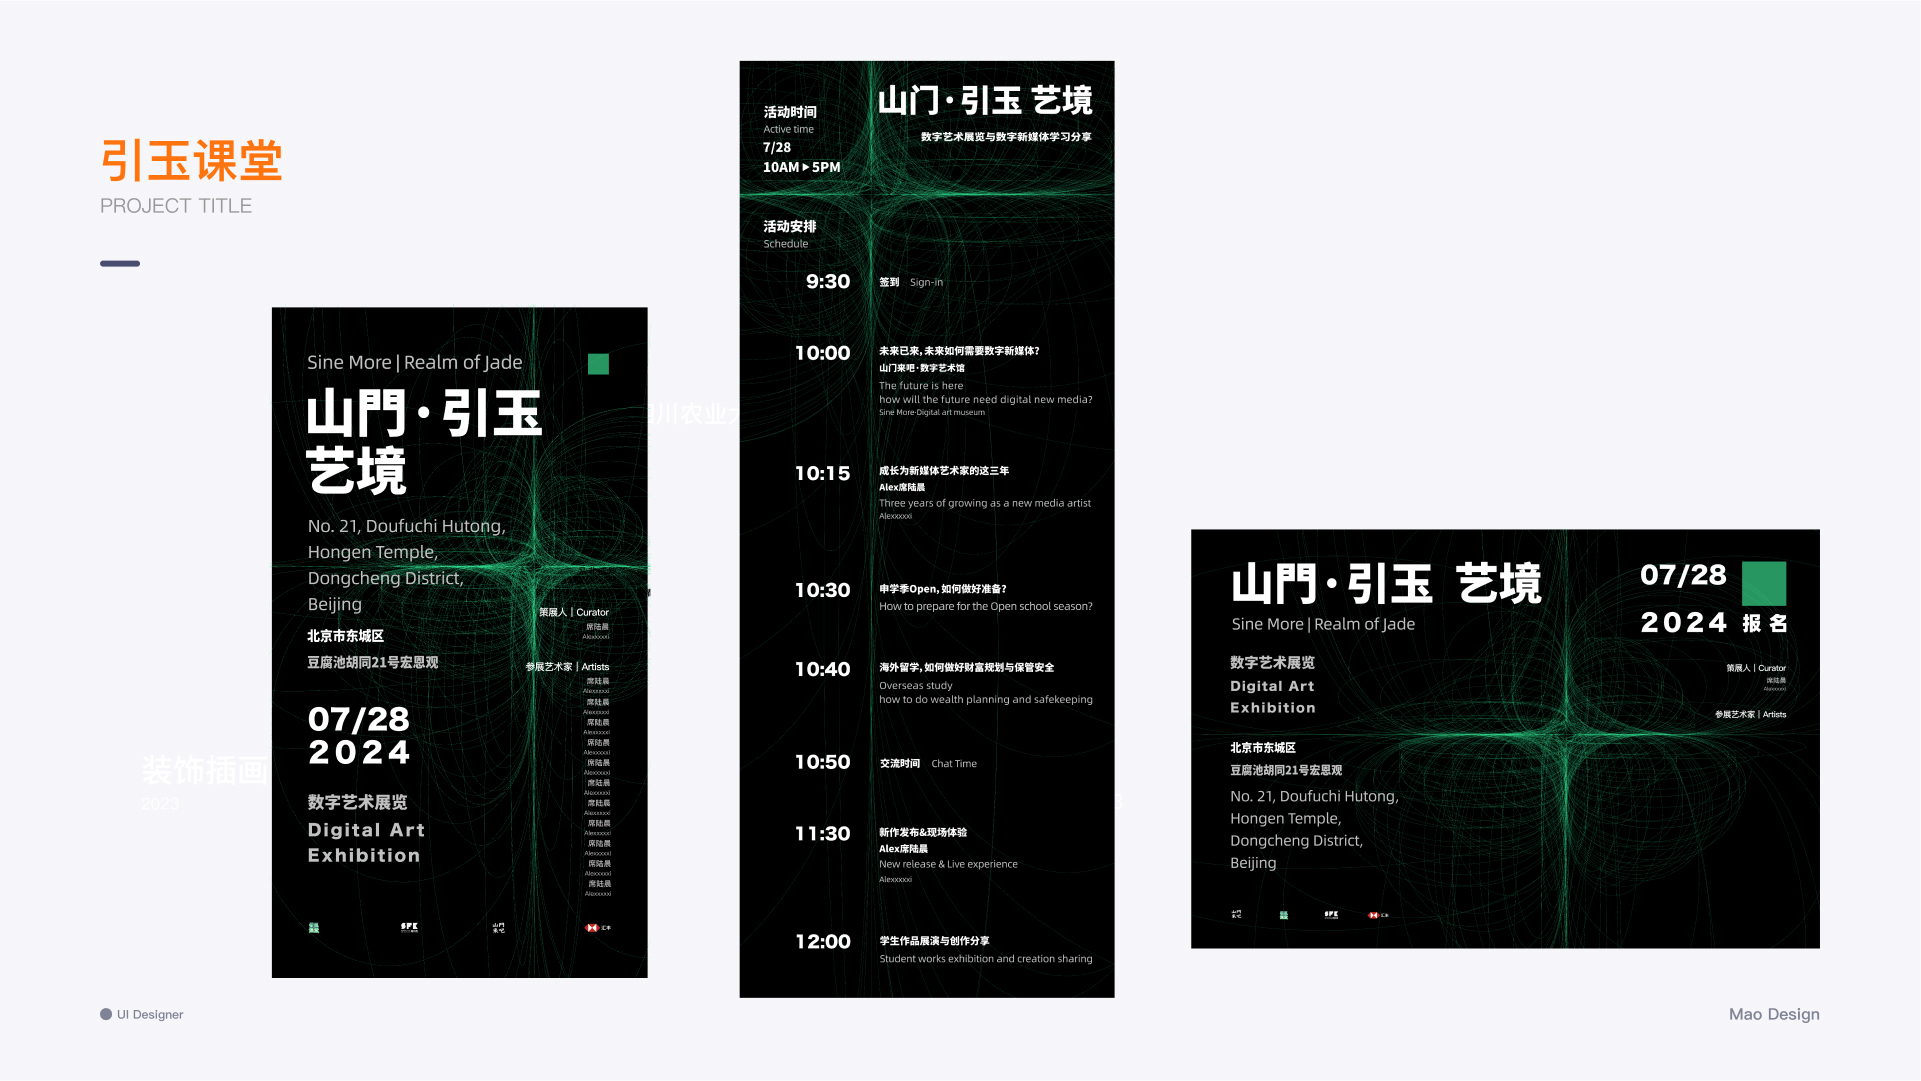 引玉课堂
PROJECT TITLE
Sine More | Realm of Jade
山門·引玉
艺境
No. 21, Doufuchi Hutong,
Hongen Temple,
Dongcheng District,
Beijing
北京市东城区
豆腐池胡同21号宏恩观
07/28
2024
数字艺术展览
Digital Art
Exhibition
策展人 | Curator
席陆晨
Alexxxxxi
参展艺术家 | Artists
席陆晨
Alexxxxxi
席陆晨
Alexxxxxi
席陆晨
Alexxxxxi
席陆晨
Alexxxxxi
席陆晨
Alexxxxxi
席陆晨
Alexxxxxi
席陆晨
Alexxxxxi
席陆晨
Alexxxxxi
席陆晨
Alexxxxxi
席陆晨
Alexxxxxi
席陆晨
Alexxxxxi
SPK
山門
来吧
汇丰
川农业
装饰插画
2023
活动时间
Active time
7/28
10AM▶5PM
山门·引玉 艺境
数字艺术展览与数字新媒体学习分享
活动安排
Schedule
9:30 签到 Sign-in
10:00 未来已来, 未来如何需要数字新媒体?
山门来吧·数字艺术馆
The future is here
how will the future need digital new media?
Sine More·Digital art museum
10:15 成长为新媒体艺术家的这三年
Alex席陆晨
Three years of growing as a new media artist
Alexxxxxi
10:30 申学季Open, 如何做好准备?
How to prepare for the Open school season?
10:40 海外留学, 如何做好财富规划与保管安全
Overseas study
how to do wealth planning and safekeeping
10:50 交流时间 Chat Time
11:30 新作发布&现场体验
Alex席陆晨
New release & Live experience
Alexxxxxi
12:00 学生作品展演与创作分享
Student works exhibition and creation sharing
3
山門·引玉 艺境
Sine More | Realm of Jade
07/28
2024 报名
数字艺术展览
Digital Art
Exhibition
策展人 | Curator
席陆晨
Alexxxxxi
参展艺术家 | Artists
北京市东城区
豆腐池胡同21号宏恩观
No. 21, Doufuchi Hutong,
Hongen Temple,
Dongcheng District,
Beijing
山門
来吧
SPK
汇丰
UI Designer
Mao Design